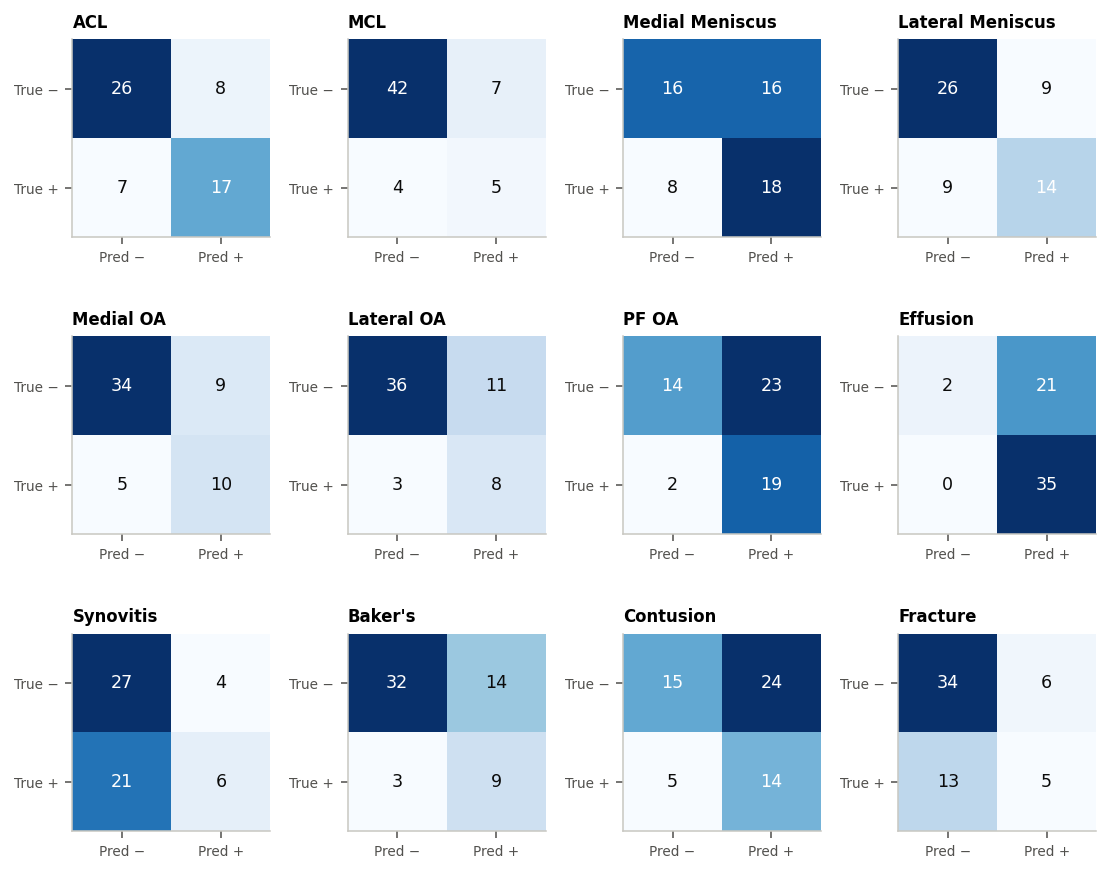 ACL MCL Medial Meniscus Lateral Meniscus
True − 26 8 True − 42 7 True − 16 16 True − 26 9
True + 7 17 True + 4 5 True + 8 18 True + 9 14
Pred − Pred + Pred − Pred + Pred − Pred + Pred − Pred +
Medial OA Lateral OA PF OA Effusion
True − 34 9 True − 36 11 True − 14 23 True − 2 21
True + 5 10 True + 3 8 True + 2 19 True + 0 35
Pred − Pred + Pred − Pred + Pred − Pred + Pred − Pred +
Synovitis Baker's Contusion Fracture
True − 27 4 True − 32 14 True − 15 24 True − 34 6
True + 21 6 True + 3 9 True + 5 14 True + 13 5
Pred − Pred + Pred − Pred + Pred − Pred + Pred − Pred +